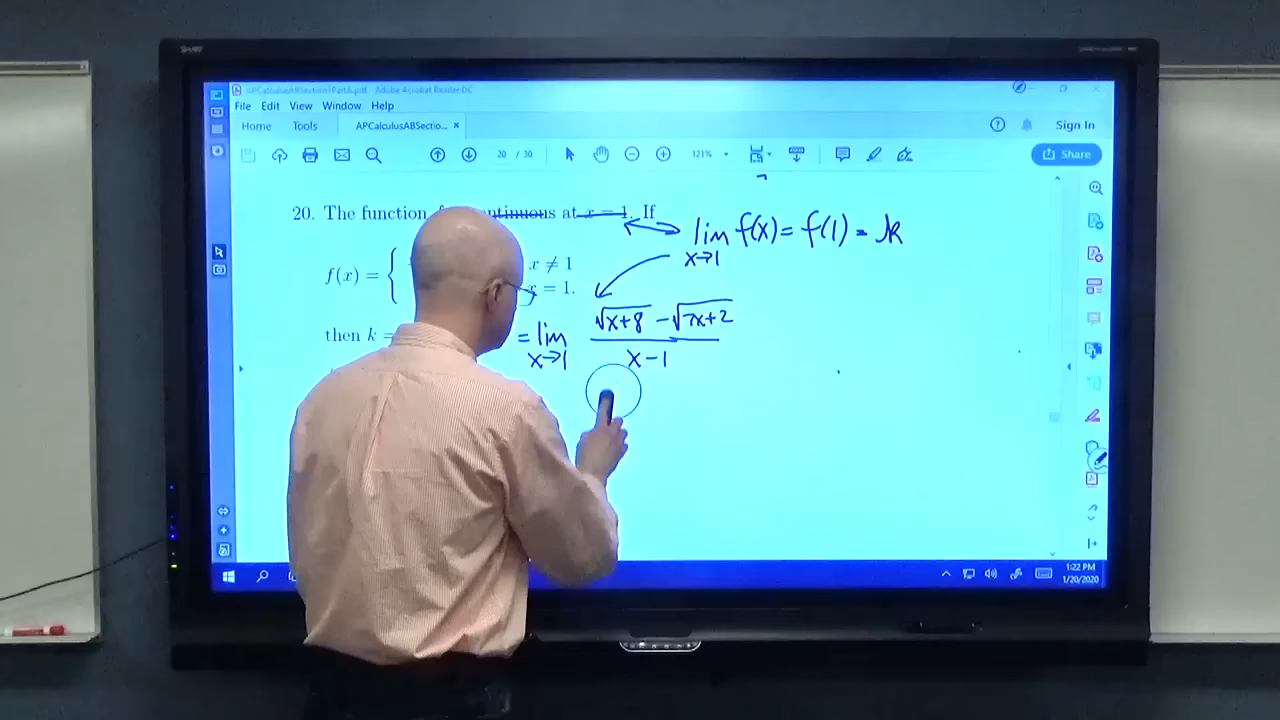 SMART
APCalculusABSection1PartA.pdf - Adobe Acrobat Reader DC
File Edit View Window Help
Home Tools APCalculusABSectio... ×
? Sign In
20 / 30 121% Share
20. The function continuous at x = 1. If
lim f(x) = f(1) = k
x→1
f(x) = { x ≠ 1
x = 1.
then k =
= lim √x+8 − √7x+2
x→1 x − 1
1:22 PM
1/20/2020